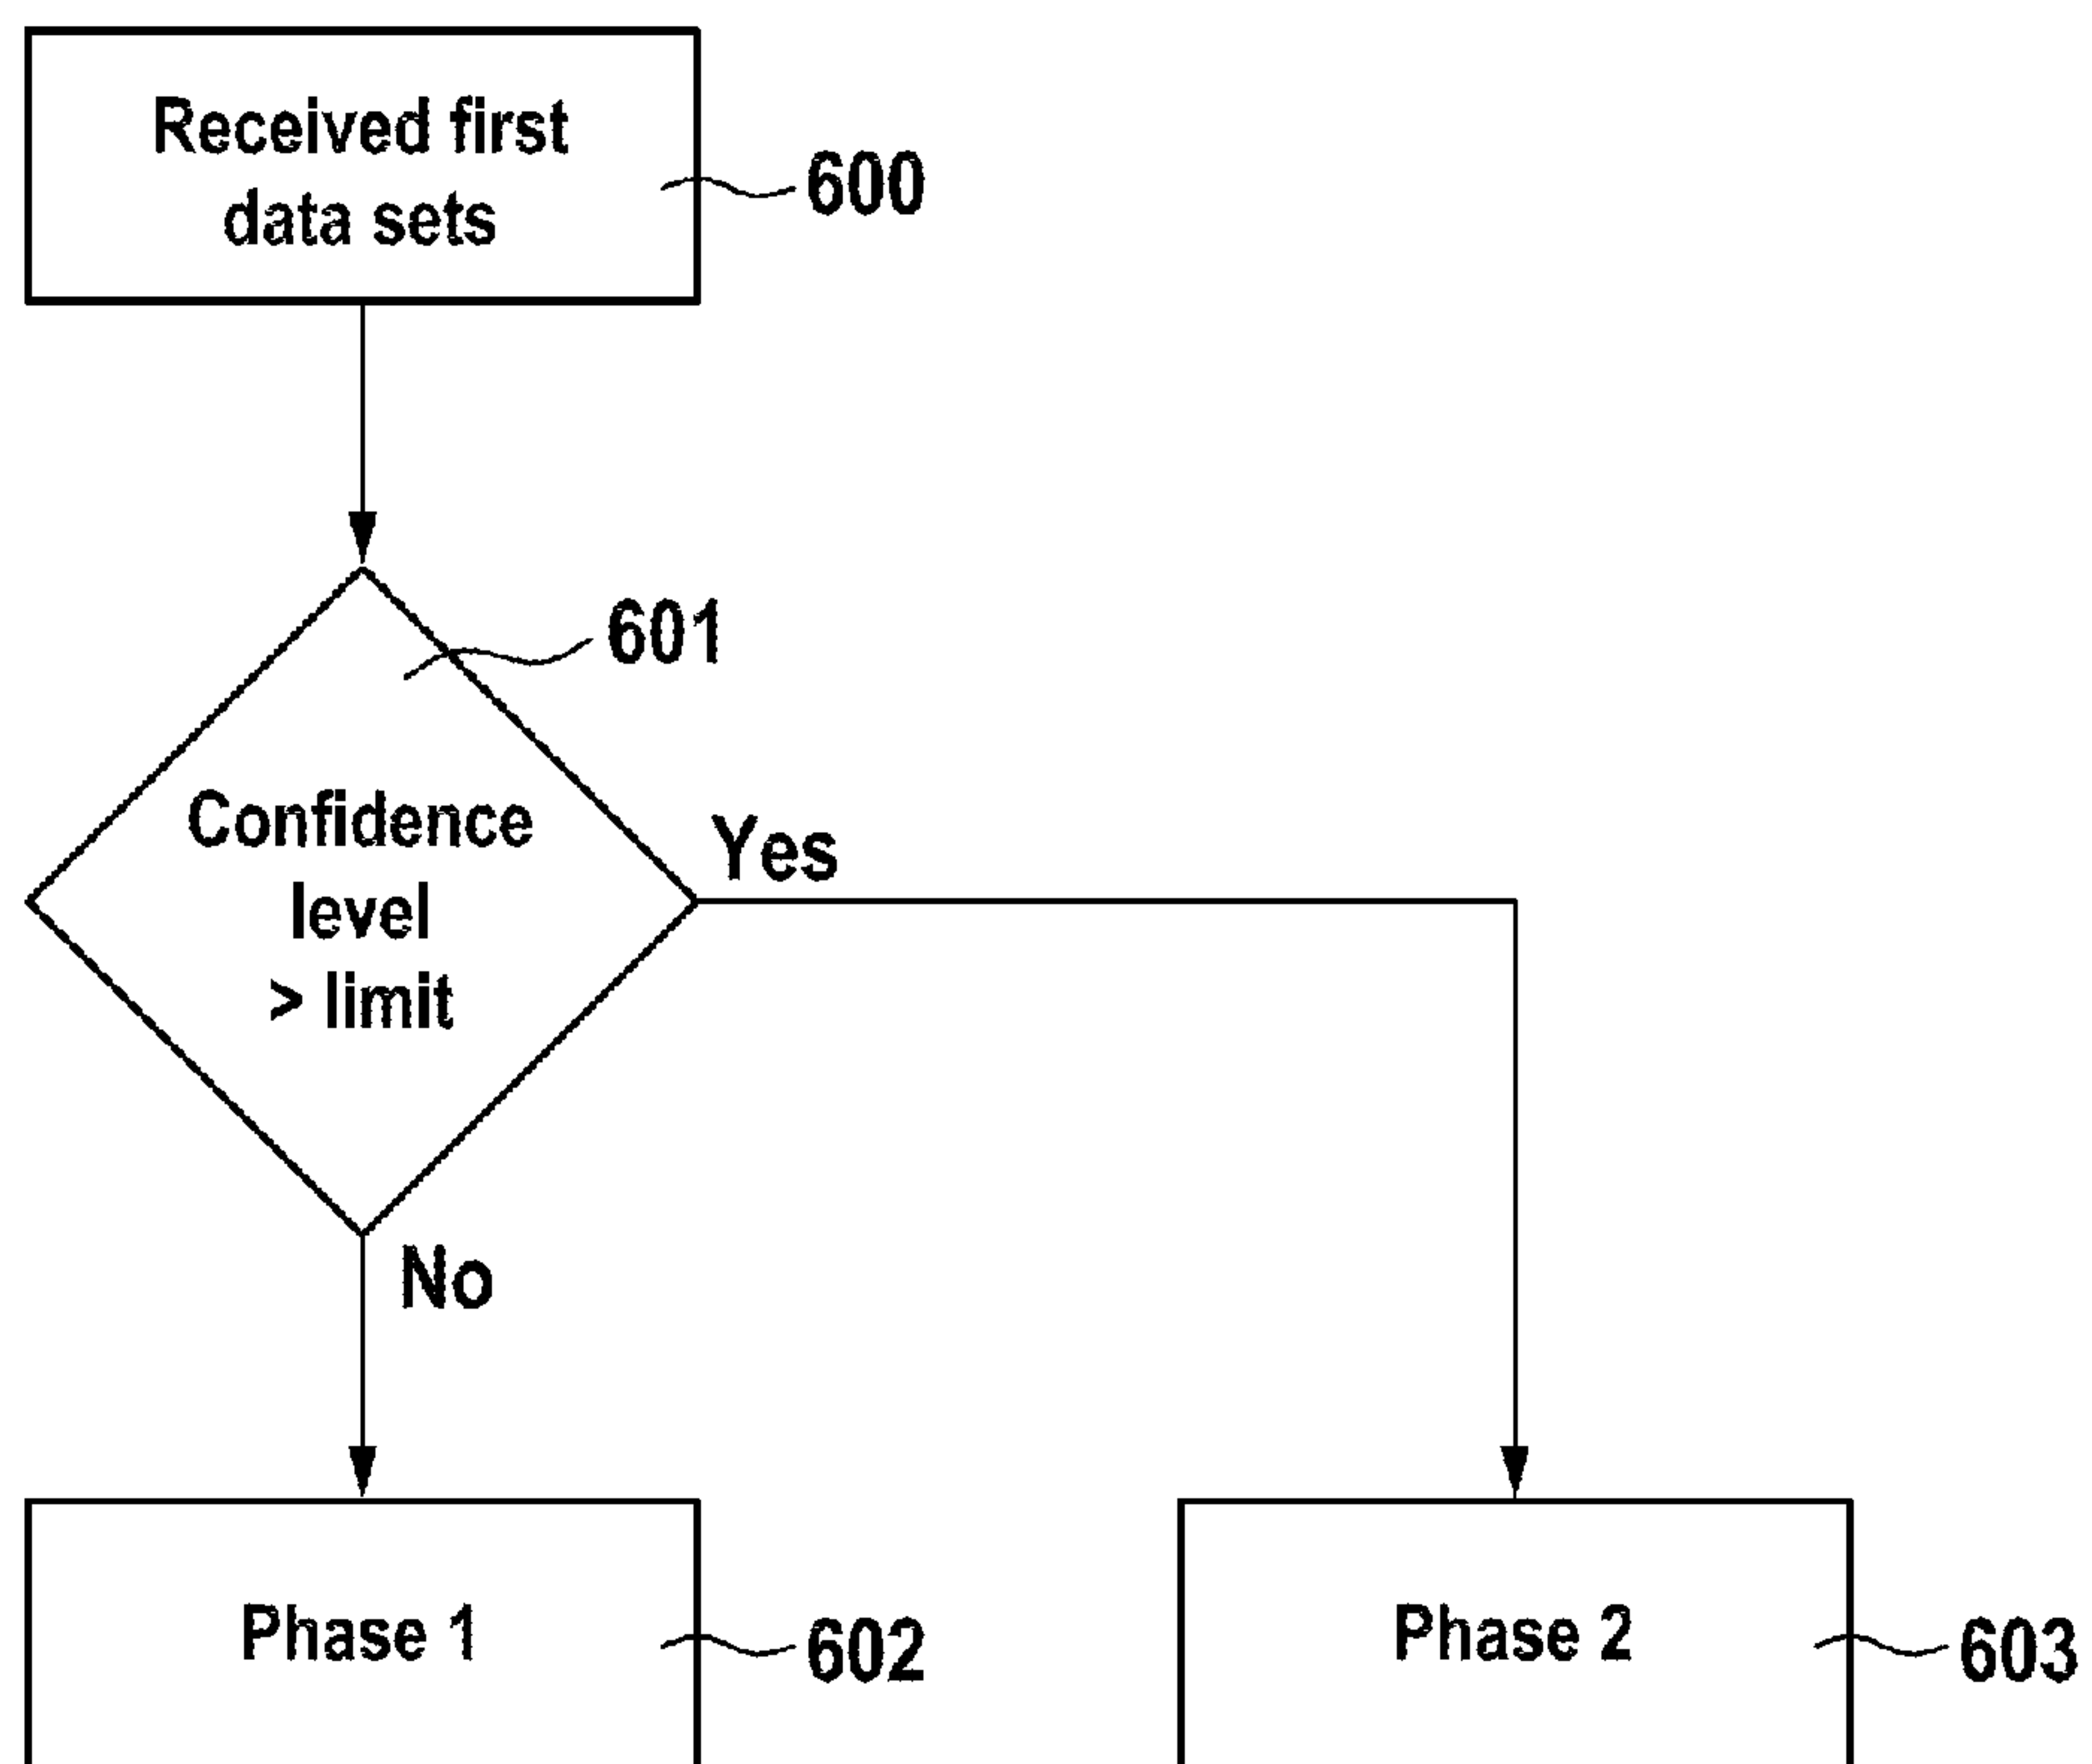 Received first
data sets
600
601
Confidence
level
> limit
Yes
No
Phase 1
602
Phase 2
603